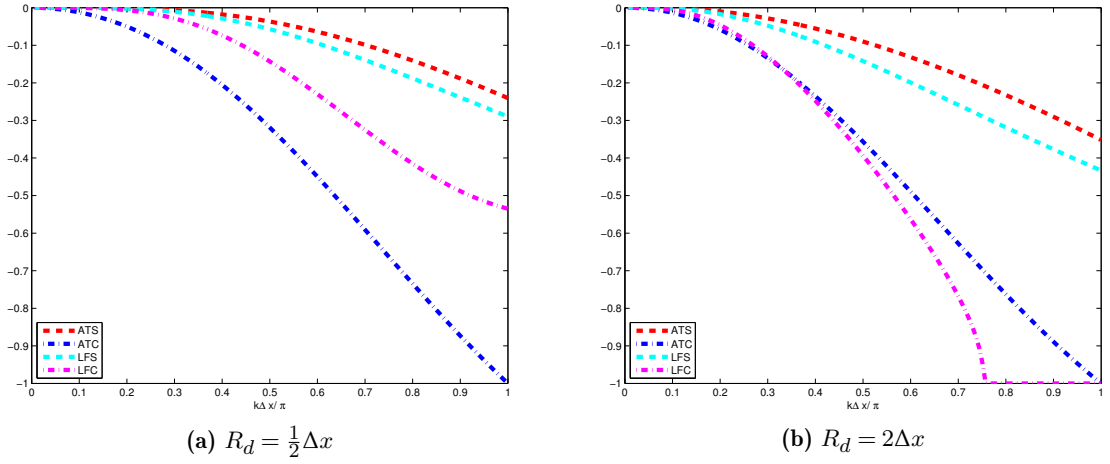 0
−0.1
−0.2
−0.3
−0.4
−0.5
−0.6
−0.7
−0.8
−0.9
−1
ATS
ATC
LFS
LFC
0 0.1 0.2 0.3 0.4 0.5 0.6 0.7 0.8 0.9 1
kΔ x/ π
(a) R_d = 1/2 Δx
0
−0.1
−0.2
−0.3
−0.4
−0.5
−0.6
−0.7
−0.8
−0.9
−1
ATS
ATC
LFS
LFC
0 0.1 0.2 0.3 0.4 0.5 0.6 0.7 0.8 0.9 1
kΔ x/ π
(b) R_d = 2Δx